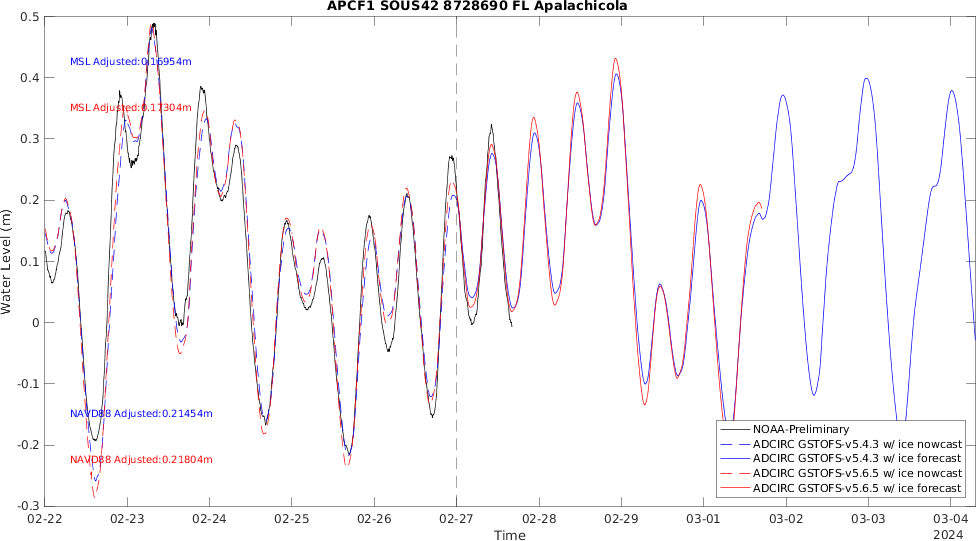 APCF1 SOUS42 8728690 FL Apalachicola
0.5
0.4
0.3
0.2
0.1
0
-0.1
-0.2
-0.3
Water Level (m)
MSL Adjusted:0.16954m
MSL Adjusted:0.17304m
NAVD88 Adjusted:0.21454m
NAVD88 Adjusted:0.21804m
NOAA-Preliminary
ADCIRC GSTOFS-v5.4.3 w/ ice nowcast
ADCIRC GSTOFS-v5.4.3 w/ ice forecast
ADCIRC GSTOFS-v5.6.5 w/ ice nowcast
ADCIRC GSTOFS-v5.6.5 w/ ice forecast
02-22 02-23 02-24 02-25 02-26 02-27 02-28 02-29 03-01 03-02 03-03 03-04
Time
2024